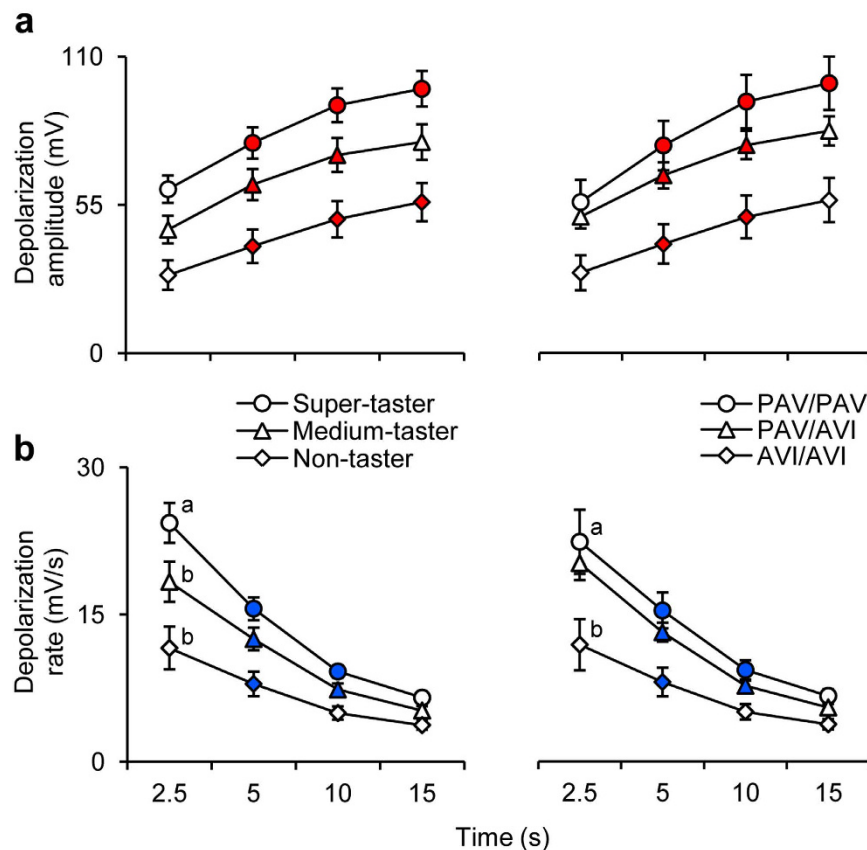 a
110
55
0
Depolarization
amplitude (mV)
Super-taster
Medium-taster
Non-taster
PAV/PAV
PAV/AVI
AVI/AVI
b
30
15
0
Depolarization
rate (mV/s)
a
b
b
a
b
2.5 5 10 15
2.5 5 10 15
Time (s)